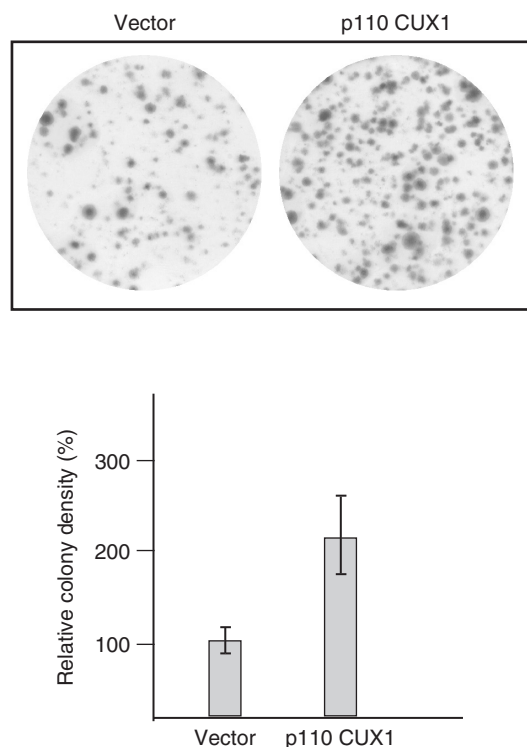 Vector p110 CUX1
Relative colony density (%)
300
200
100
Vector p110 CUX1